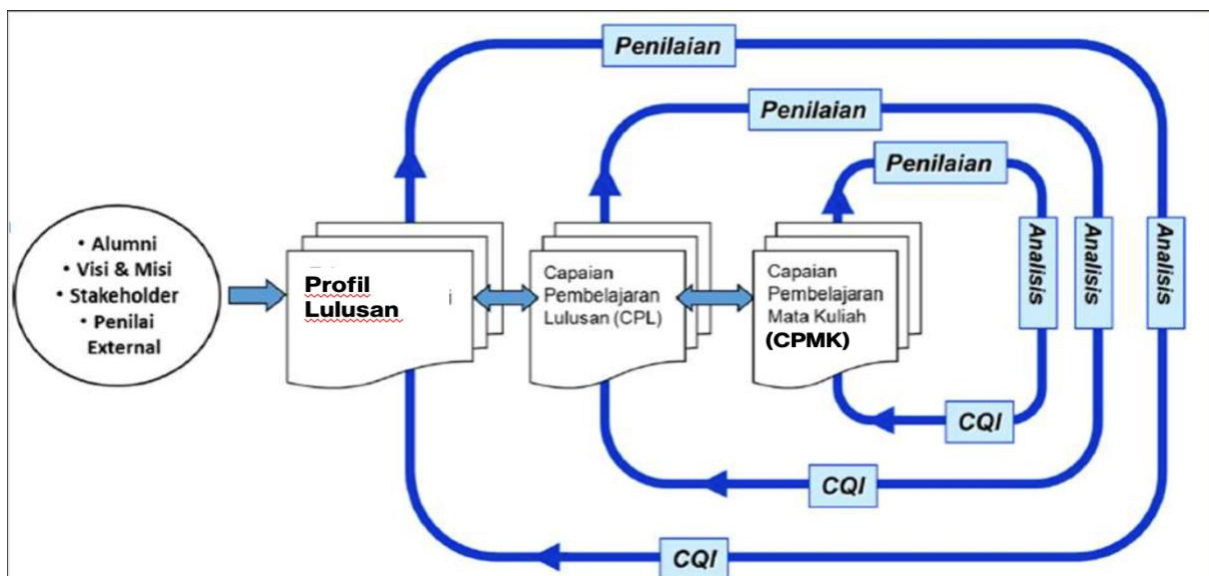 Penilaian
Penilaian
Penilaian
• Alumni
• Visi & Misi
• Stakeholder
• Penilai
External
Profil
Lulusan
i
Capaian
Pembelajaran
Lulusan (CPL)
Capaian
Pembelajaran
Mata Kuliah
(CPMK)
Analisis
Analisis
Analisis
CQI
CQI
CQI